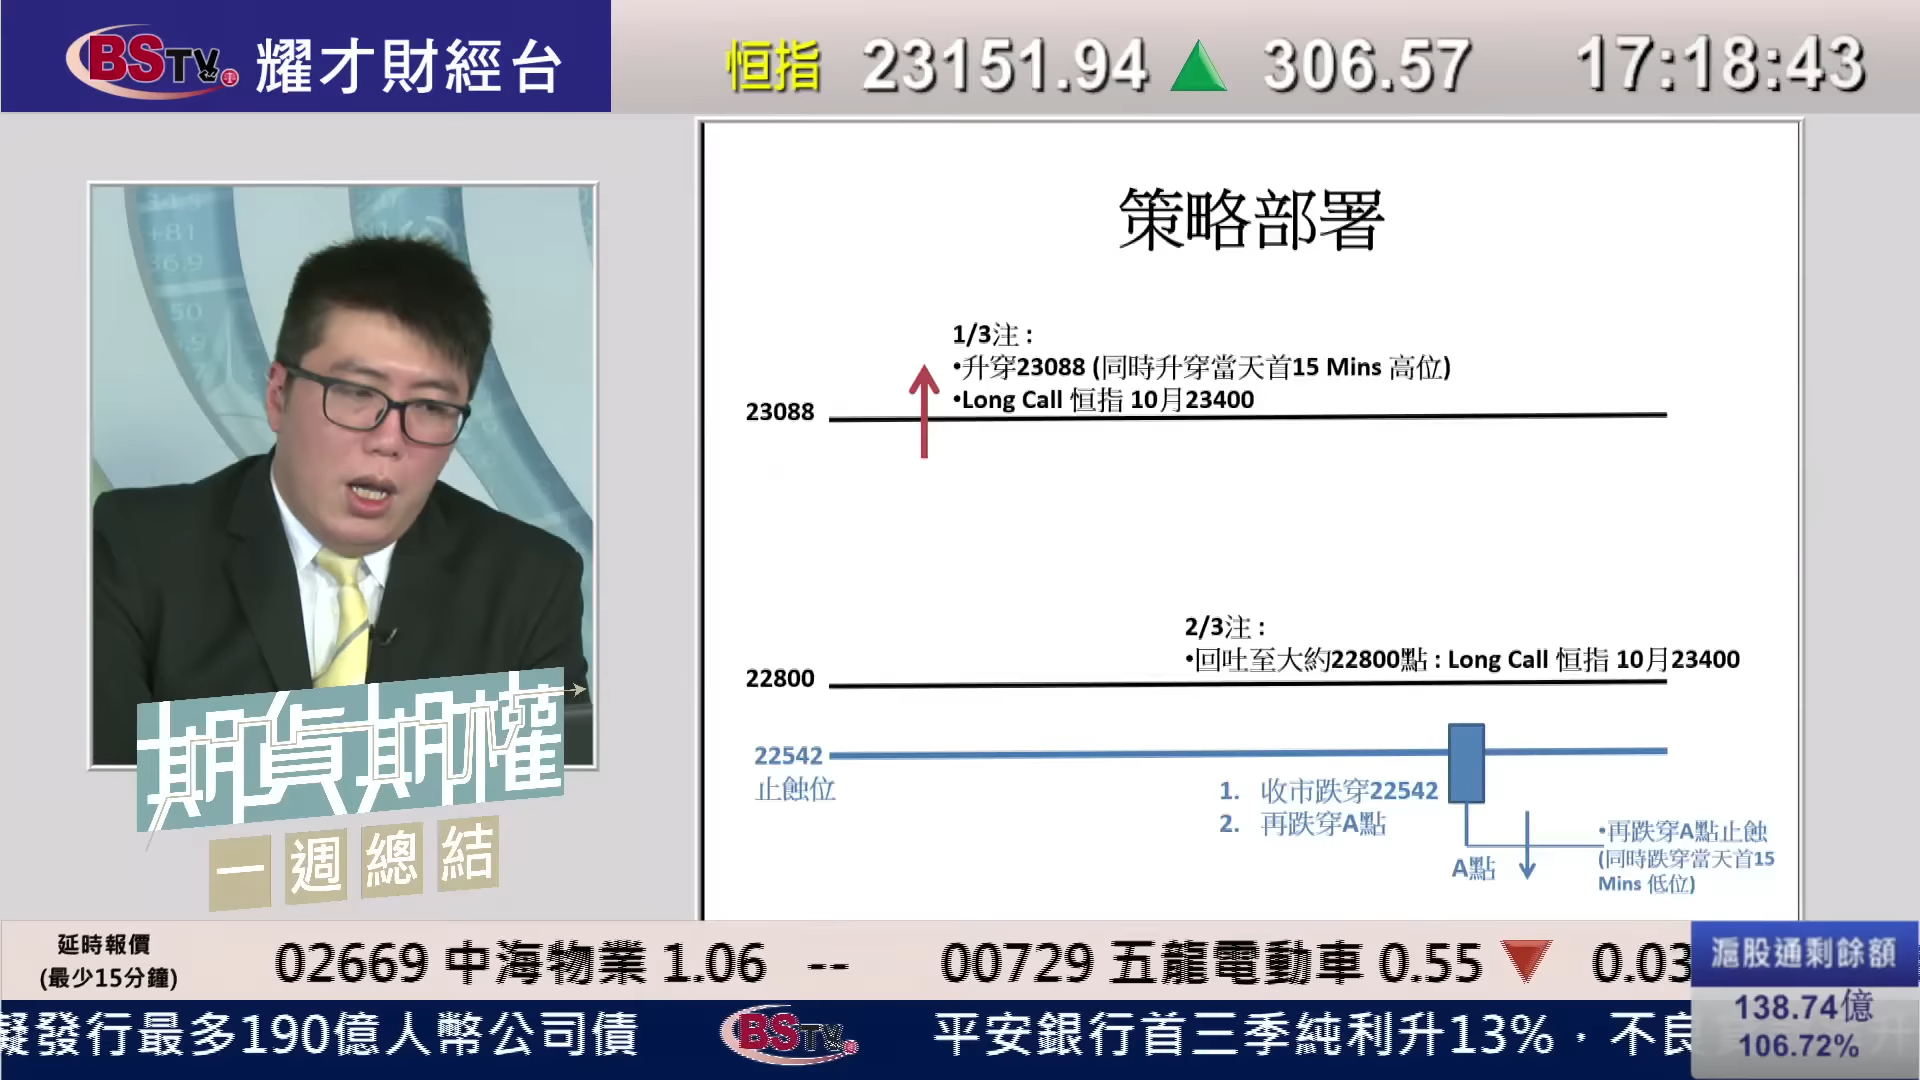 BSTV 耀才財經台
恒指 23151.94 ▲ 306.57 17:18:43
策略部署
1/3注 :
•升穿23088 (同時升穿當天首15 Mins 高位)
•Long Call 恒指 10月23400
23088
2/3注 :
•回吐至大約22800點 : Long Call 恒指 10月23400
22800
22542
止蝕位
1. 收市跌穿22542
2. 再跌穿A點
A點
•再跌穿A點止蝕
(同時跌穿當天首15
Mins 低位)
期貨期權
一週總結
延時報價
(最少15分鐘)
02669 中海物業 1.06 -- 00729 五龍電動車 0.55 ▼ 0.03
滬股通剩餘額
138.74億
106.72%
擬發行最多190億人幣公司債 BSTV 平安銀行首三季純利升13%，不良